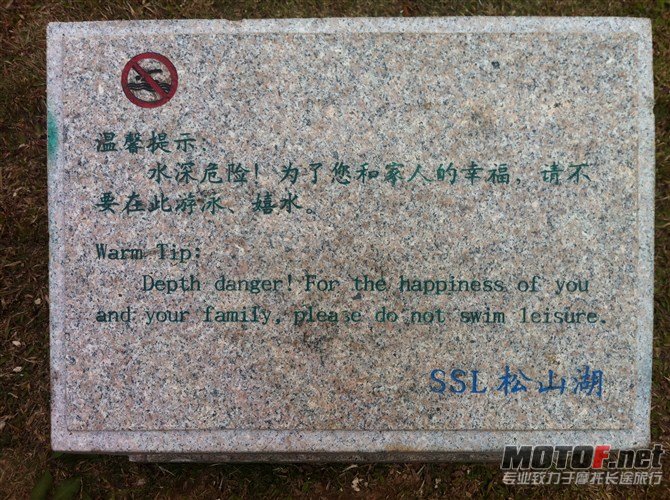 温馨提示：
水深危险！为了您和家人的幸福，请不
要在此游泳、嬉水。
Warm Tip:
Depth danger! For the happiness of you
and your family, please do not swim leisure.
SSL松山湖
MOTOF.net
专业致力于摩托长途旅行